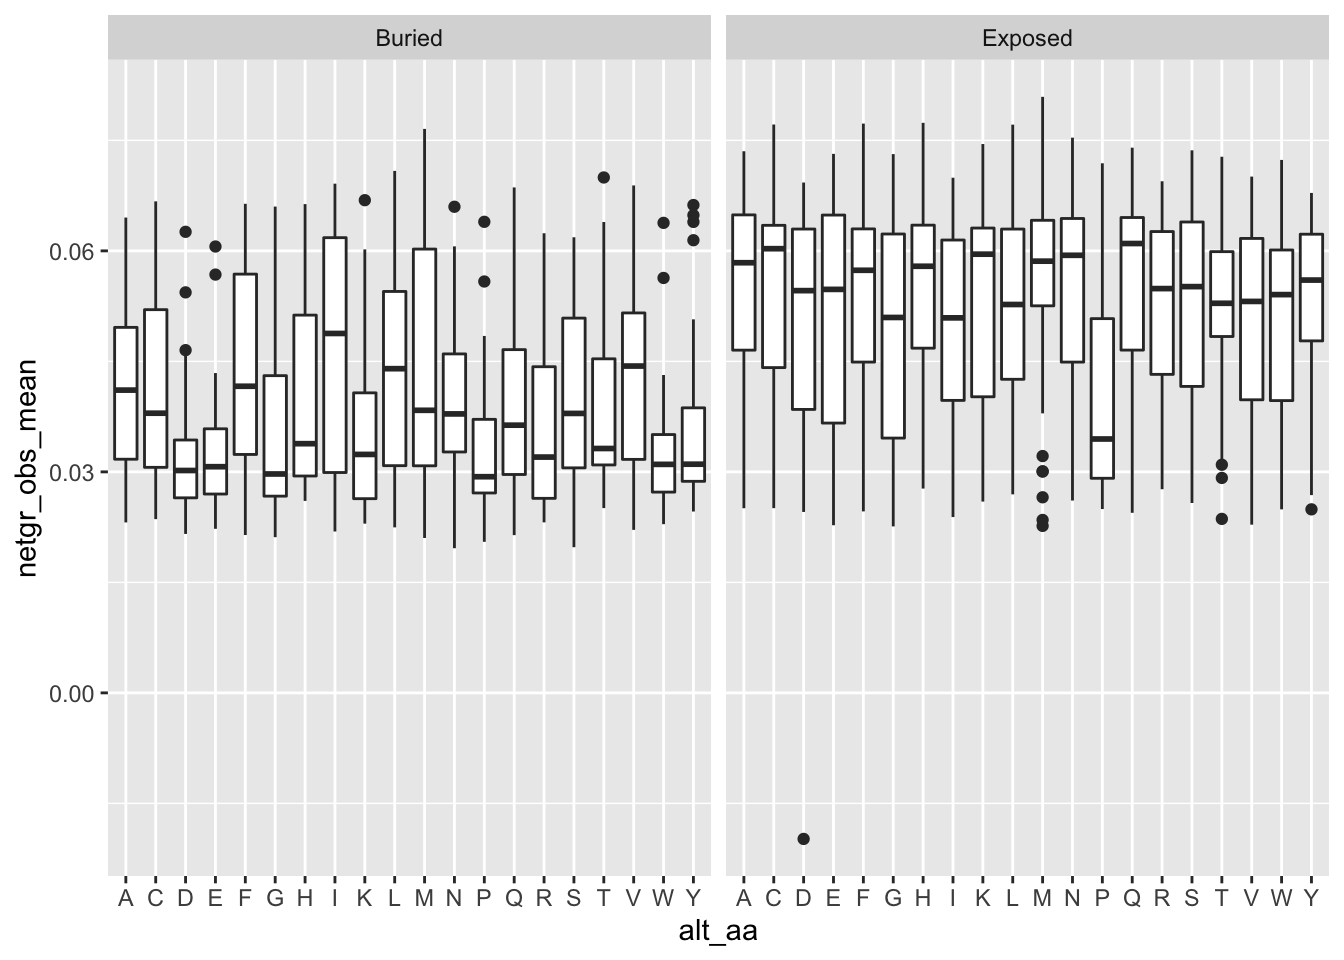 Buried Exposed
netgr_obs_mean
0.06
0.03
0.00
A C D E F G H I K L M N P Q R S T V W Y A C D E F G H I K L M N P Q R S T V W Y
alt_aa